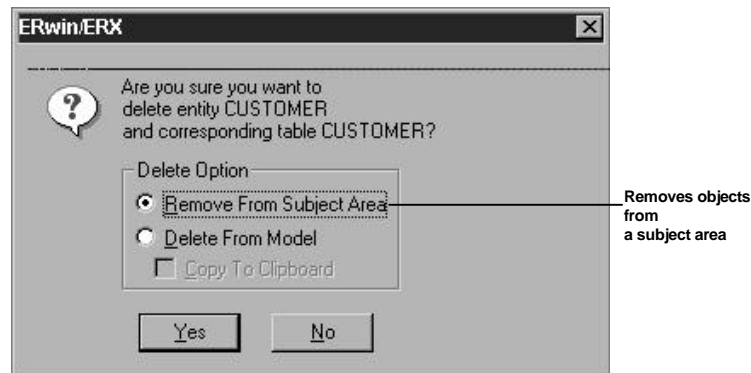 ERwin/ERX
Are you sure you want to
delete entity CUSTOMER
and corresponding table CUSTOMER?
Delete Option
Remove From Subject Area
Delete From Model
Copy To Clipboard
Yes
No
Removes objects
from
a subject area